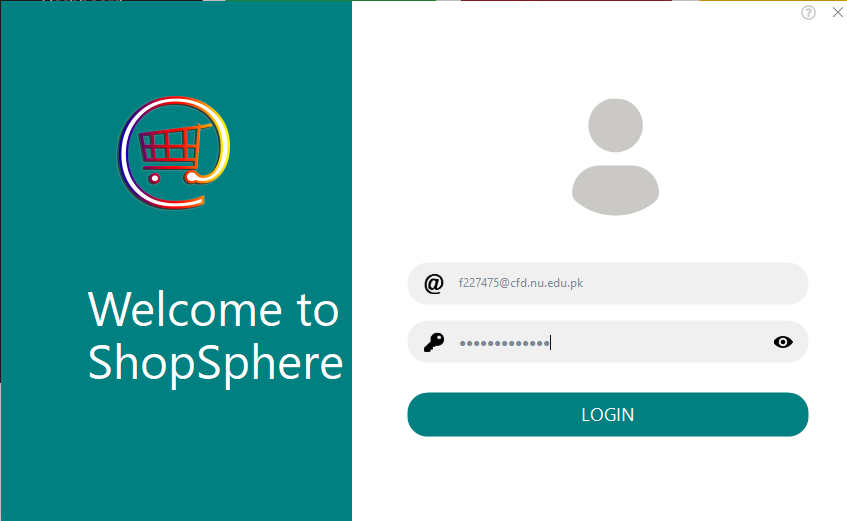 Welcome to
ShopSphere
f227475@cfd.nu.edu.pk
•••••••••••••
LOGIN